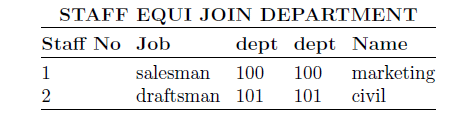 STAFF EQUI JOIN DEPARTMENT
Staff No Job dept dept Name
1 salesman 100 100 marketing
2 draftsman 101 101 civil